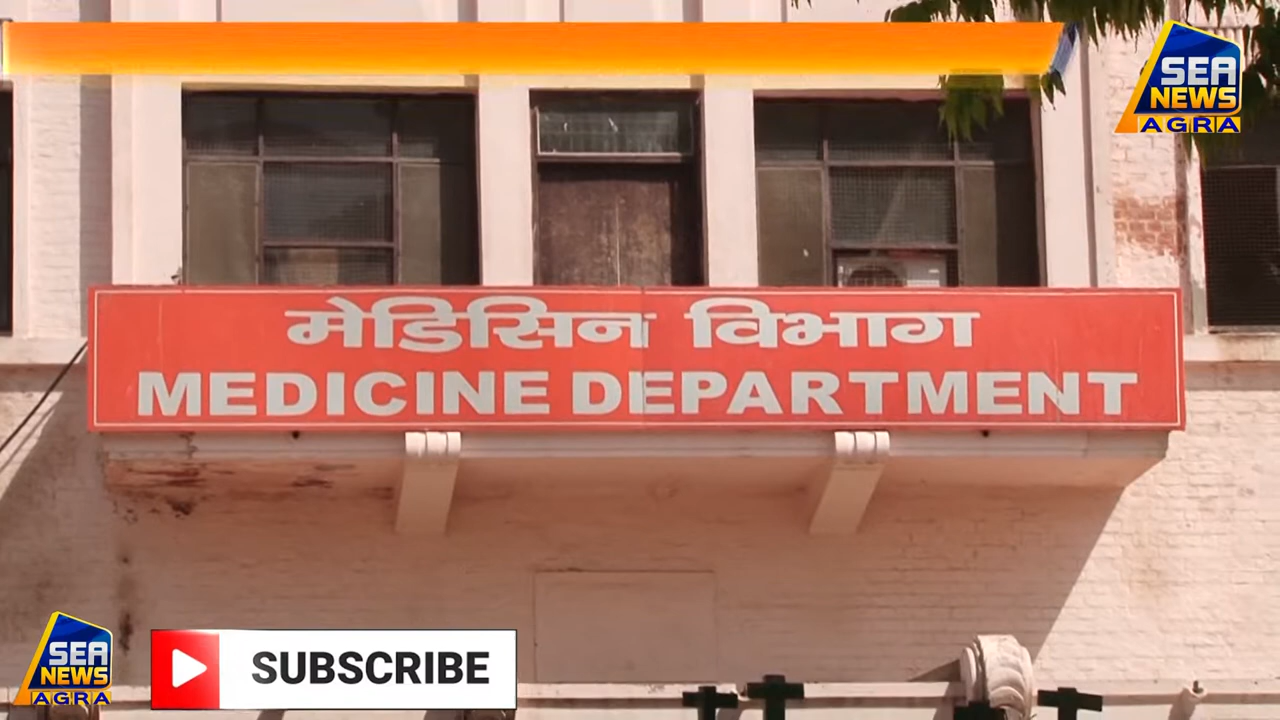 SEA
NEWS
AGRA
मेडिसिन विभाग
MEDICINE DEPARTMENT
SEA
NEWS
AGRA
SUBSCRIBE